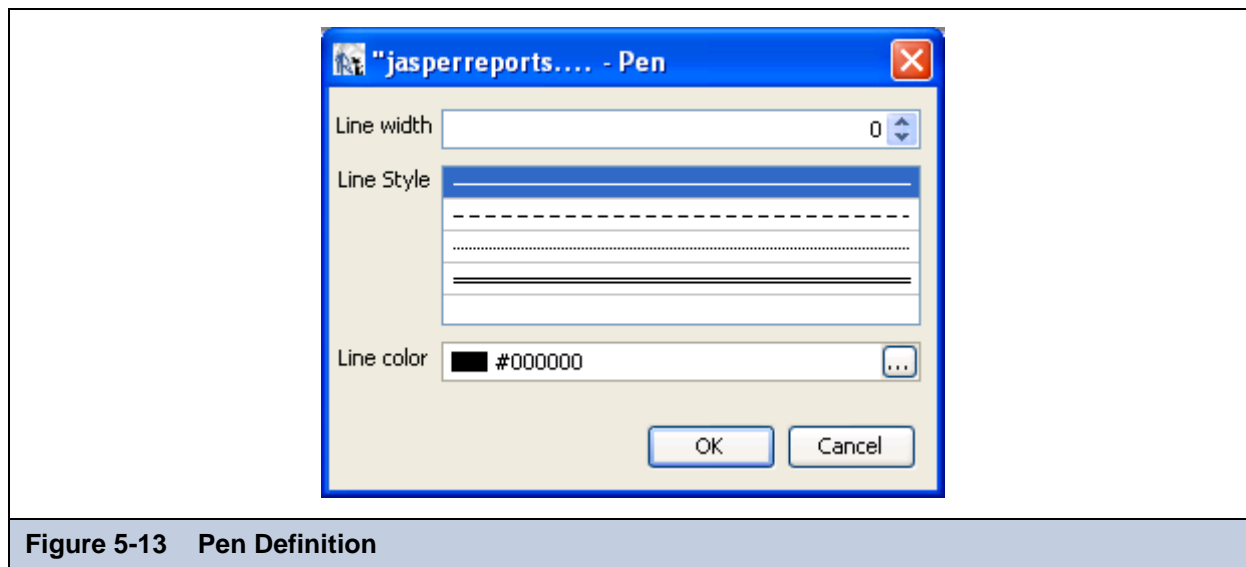 "jasperreports.... - Pen
Line width 0
Line Style
Line color #000000 ...
OK Cancel
Figure 5-13 Pen Definition